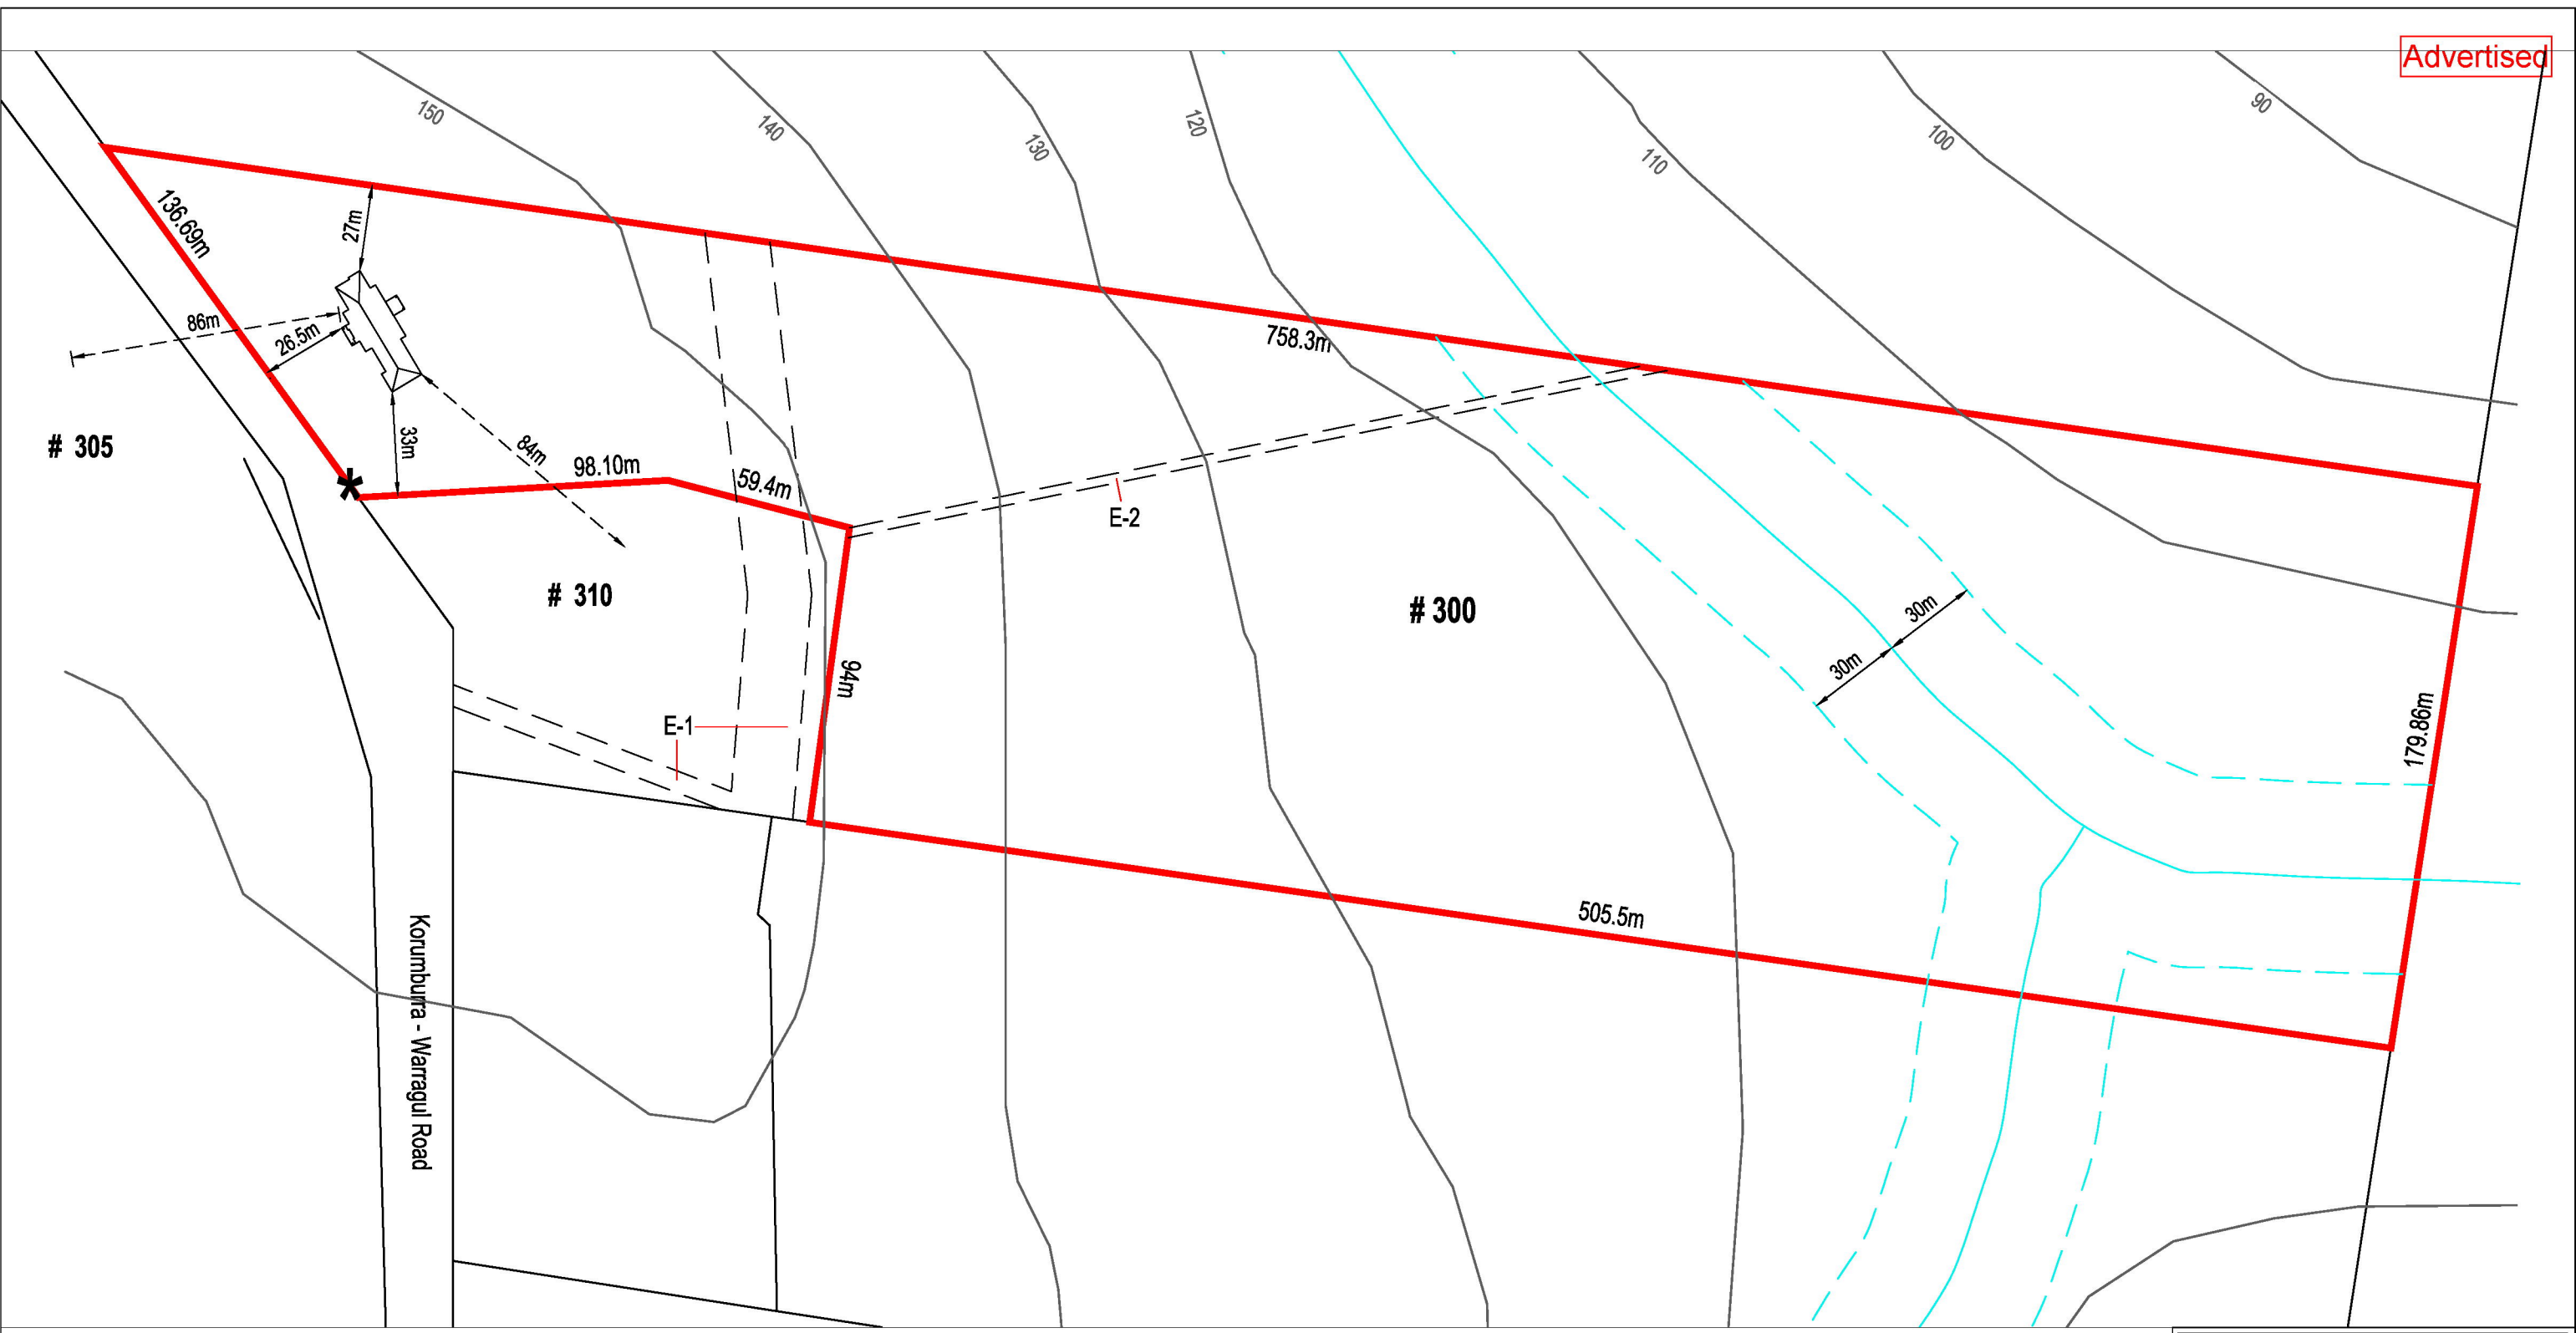 Advertised
150
140
130
120
110
100
90
136.69m
27m
86m
26.5m
758.3m
# 305
33m
84m
98.10m
59.4m
E-2
# 310
# 300
30m
30m
94m
E-1
179.86m
505.5m
Korumburra - Warragul Road
*